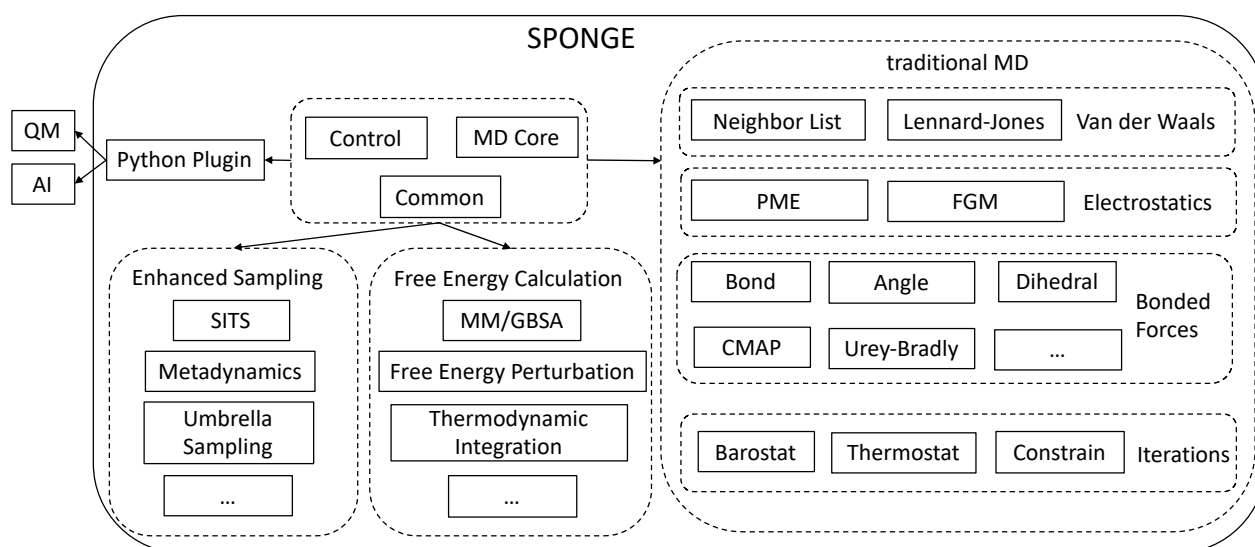 SPONGE
QM
AI
Python Plugin
Control
MD Core
Common
Enhanced Sampling
SITS
Metadynamics
Umbrella
Sampling
...
Free Energy Calculation
MM/GBSA
Free Energy Perturbation
Thermodynamic
Integration
...
traditional MD
Neighbor List
Lennard-Jones
Van der Waals
PME
FGM
Electrostatics
Bond
Angle
Dihedral
CMAP
Urey-Bradly
...
Bonded
Forces
Barostat
Thermostat
Constrain
Iterations